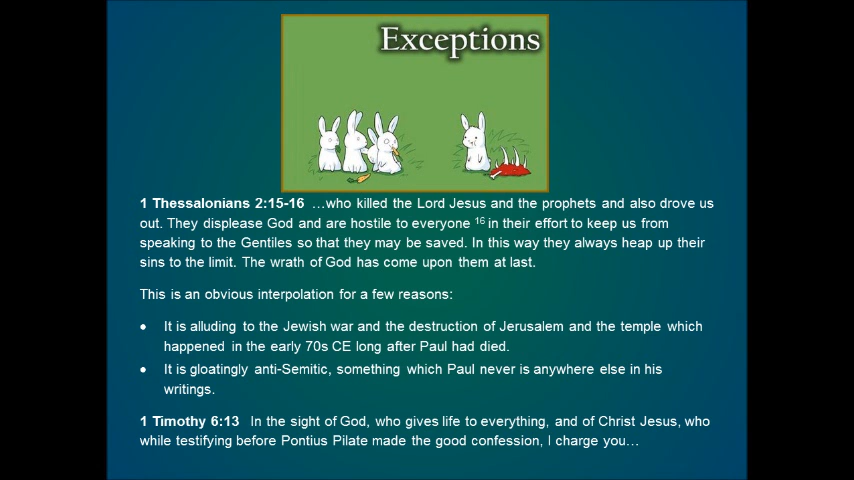 Exceptions
1 Thessalonians 2:15-16 …who killed the Lord Jesus and the prophets and also drove us
out. They displease God and are hostile to everyone 16 in their effort to keep us from
speaking to the Gentiles so that they may be saved. In this way they always heap up their
sins to the limit. The wrath of God has come upon them at last.
This is an obvious interpolation for a few reasons:
• It is alluding to the Jewish war and the destruction of Jerusalem and the temple which
happened in the early 70s CE long after Paul had died.
• It is gloatingly anti-Semitic, something which Paul never is anywhere else in his
writings.
1 Timothy 6:13 In the sight of God, who gives life to everything, and of Christ Jesus, who
while testifying before Pontius Pilate made the good confession, I charge you…